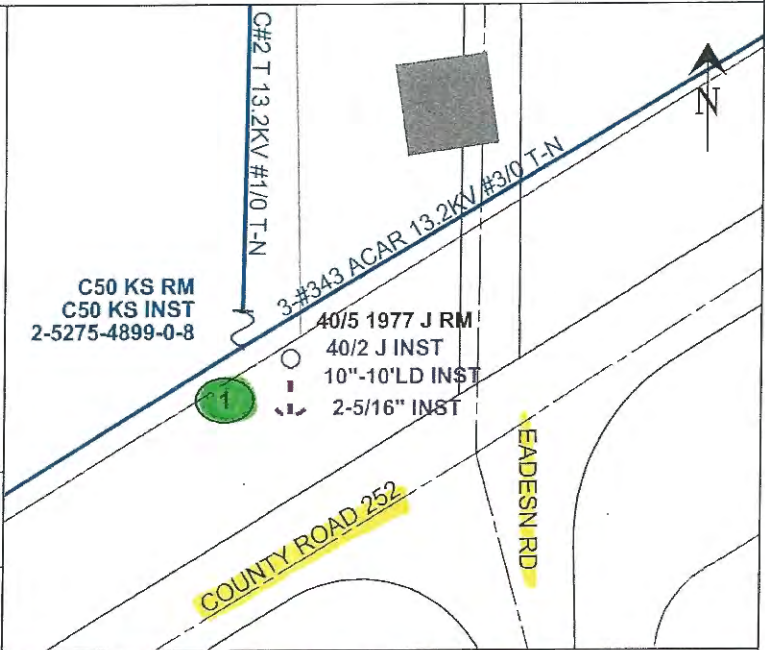 C#2 T 13.2KV #1/0 T-N
N
3-#343 ACAR 13.2KV #3/0 T-N
C50 KS RM
C50 KS INST
2-5275-4899-0-8
40/5 1977 J RM
40/2 J INST
10"-10'LD INST
2-5/16" INST
1
EADESN RD
COUNTY ROAD 252